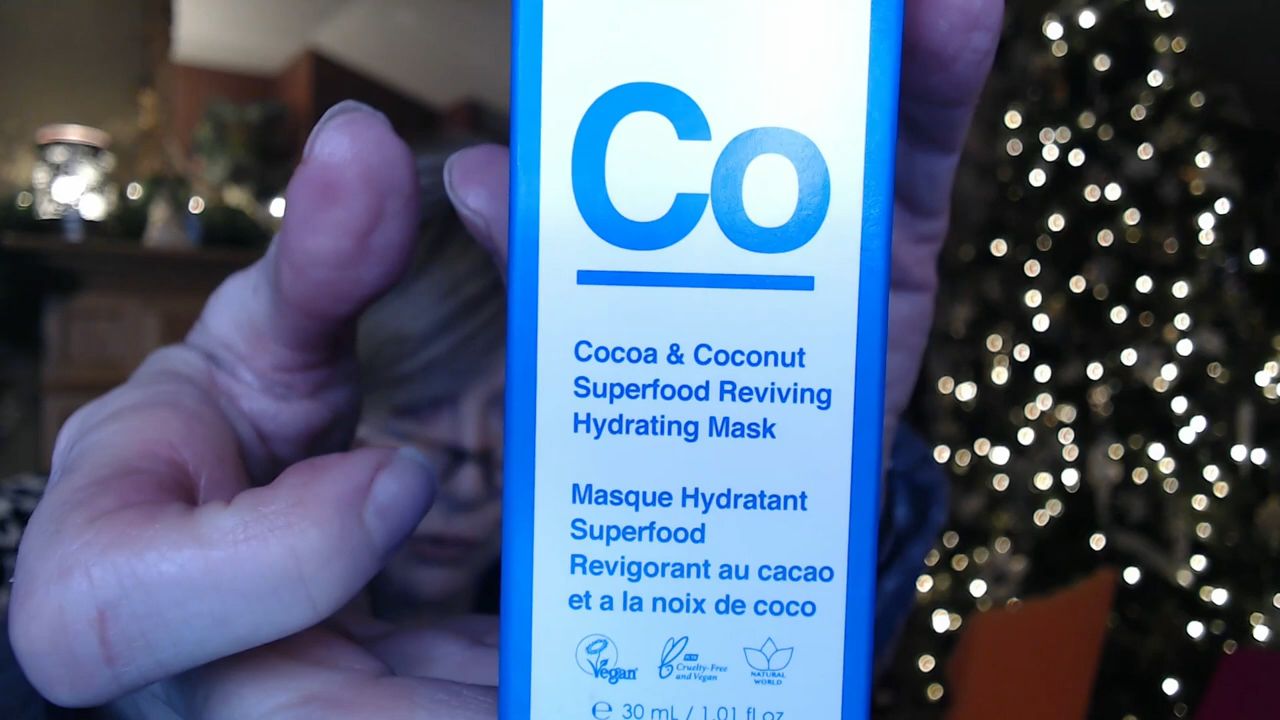 Co
Cocoa & Coconut
Superfood Reviving
Hydrating Mask
Masque Hydratant
Superfood
Revigorant au cacao
et a la noix de coco
Vegan
Cruelty-Free
and Vegan
NATURAL
WORLD
℮ 30 mL / 1.01 fl oz